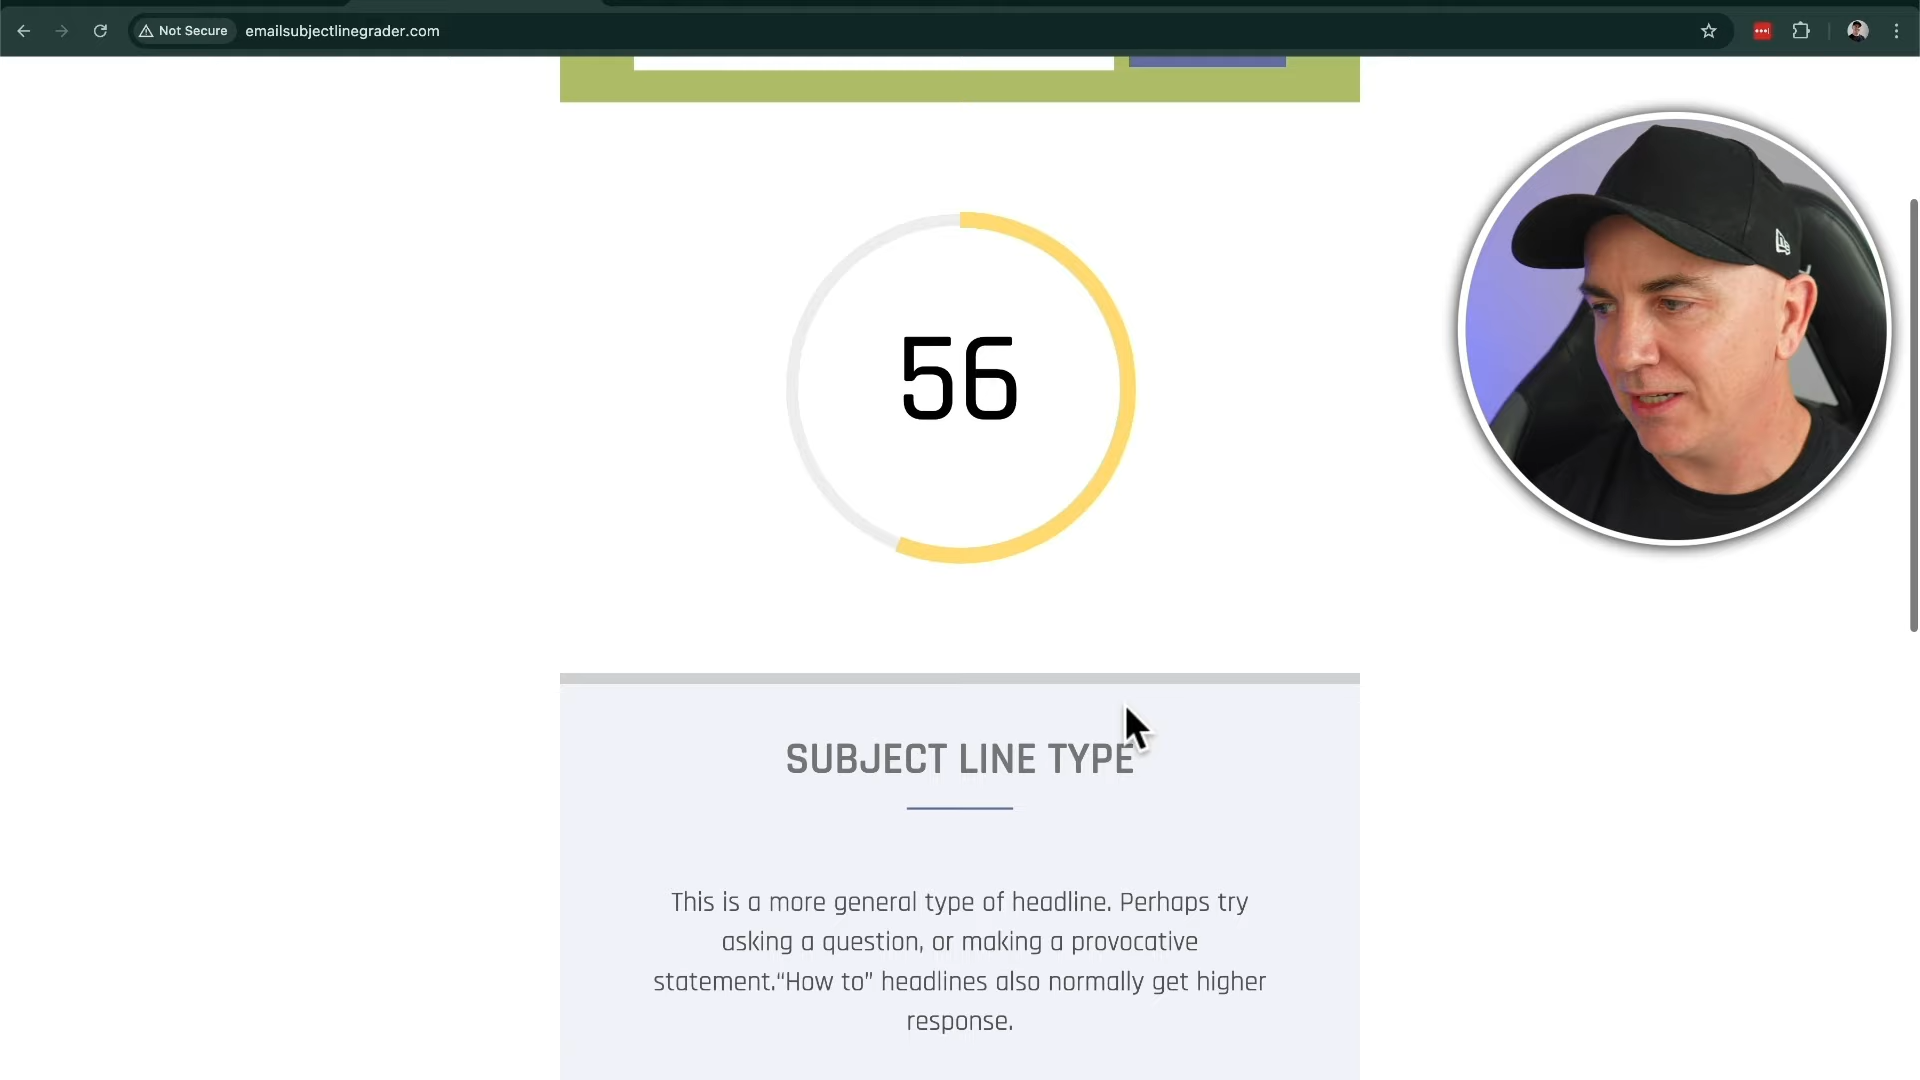 Not Secure
emailsubjectlinegrader.com
56
SUBJECT LINE TYPE
This is a more general type of headline. Perhaps try
asking a question, or making a provocative
statement.“How to” headlines also normally get higher
response.